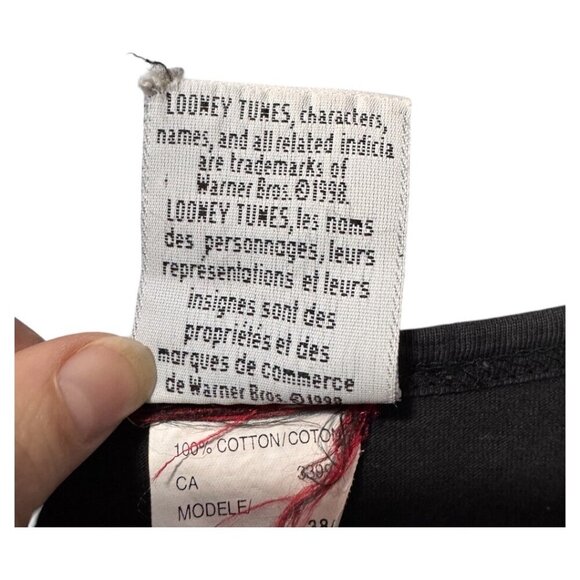 LOONEY TUNES, characters,
names, and all related indicia
are trademarks of
Warner Bros. ©1998.
LOONEY TUNES, les noms
des personnages, leurs
representations et leurs
insignes sont des
propriétés et des
marques de commerce
de Warner Bros. ©1998
100% COTTON/COTON
CA
MODELE/
38/